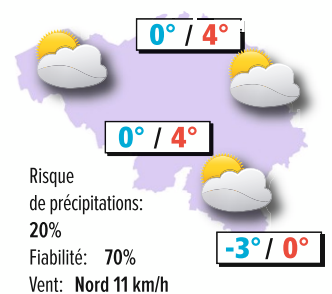 0° / 4°
0° / 4°
Risque
de précipitations:
20%
Fiabilité: 70%
-3° / 0°
Vent: Nord 11 km/h